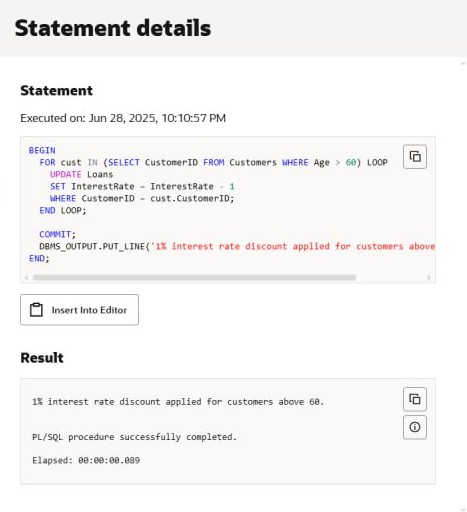 Statement details
Statement
Executed on: Jun 28, 2025, 10:10:57 PM
BEGIN
FOR cust IN (SELECT CustomerID FROM Customers WHERE Age > 60) LOOP
UPDATE Loans
SET InterestRate = InterestRate - 1
WHERE CustomerID = cust.CustomerID;
END LOOP;
COMMIT;
DBMS_OUTPUT.PUT_LINE('1% interest rate discount applied for customers above
END;
Insert Into Editor
Result
1% interest rate discount applied for customers above 60.
PL/SQL procedure successfully completed.
Elapsed: 00:00:00.089